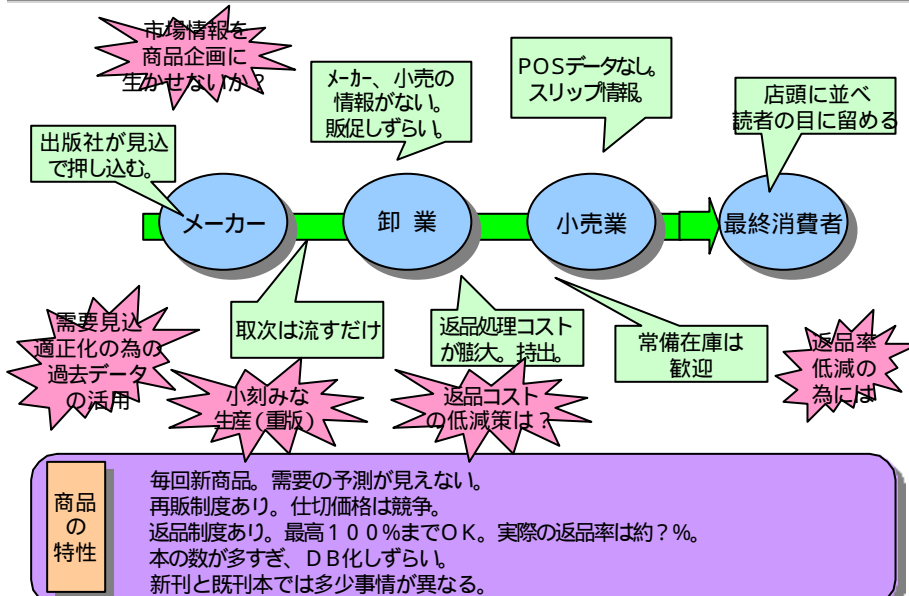 市場情報を
商品企画に
生かせないか？
メーカー、小売の
情報がない。
販促しずらい。
POSデータなし。
スリップ情報。
店頭に並べ
読者の目に留める
出版社が見込
で押し込む。
メーカー
卸 業
小売業
最終消費者
需要見込
適正化の為の
過去データ
の活用
取次は流すだけ
返品処理コスト
が膨大。持出。
常備在庫は
歓迎
返品率
低減の
為には
小刻みな
生産（重版）
返品コスト
の低減策は？
商品
の
特性
毎回新商品。需要の予測が見えない。
再販制度あり。仕切価格は競争。
返品制度あり。最高１００％までＯＫ。実際の返品率は約？％。
本の数が多すぎ、ＤＢ化しずらい。
新刊と既刊本では多少事情が異なる。